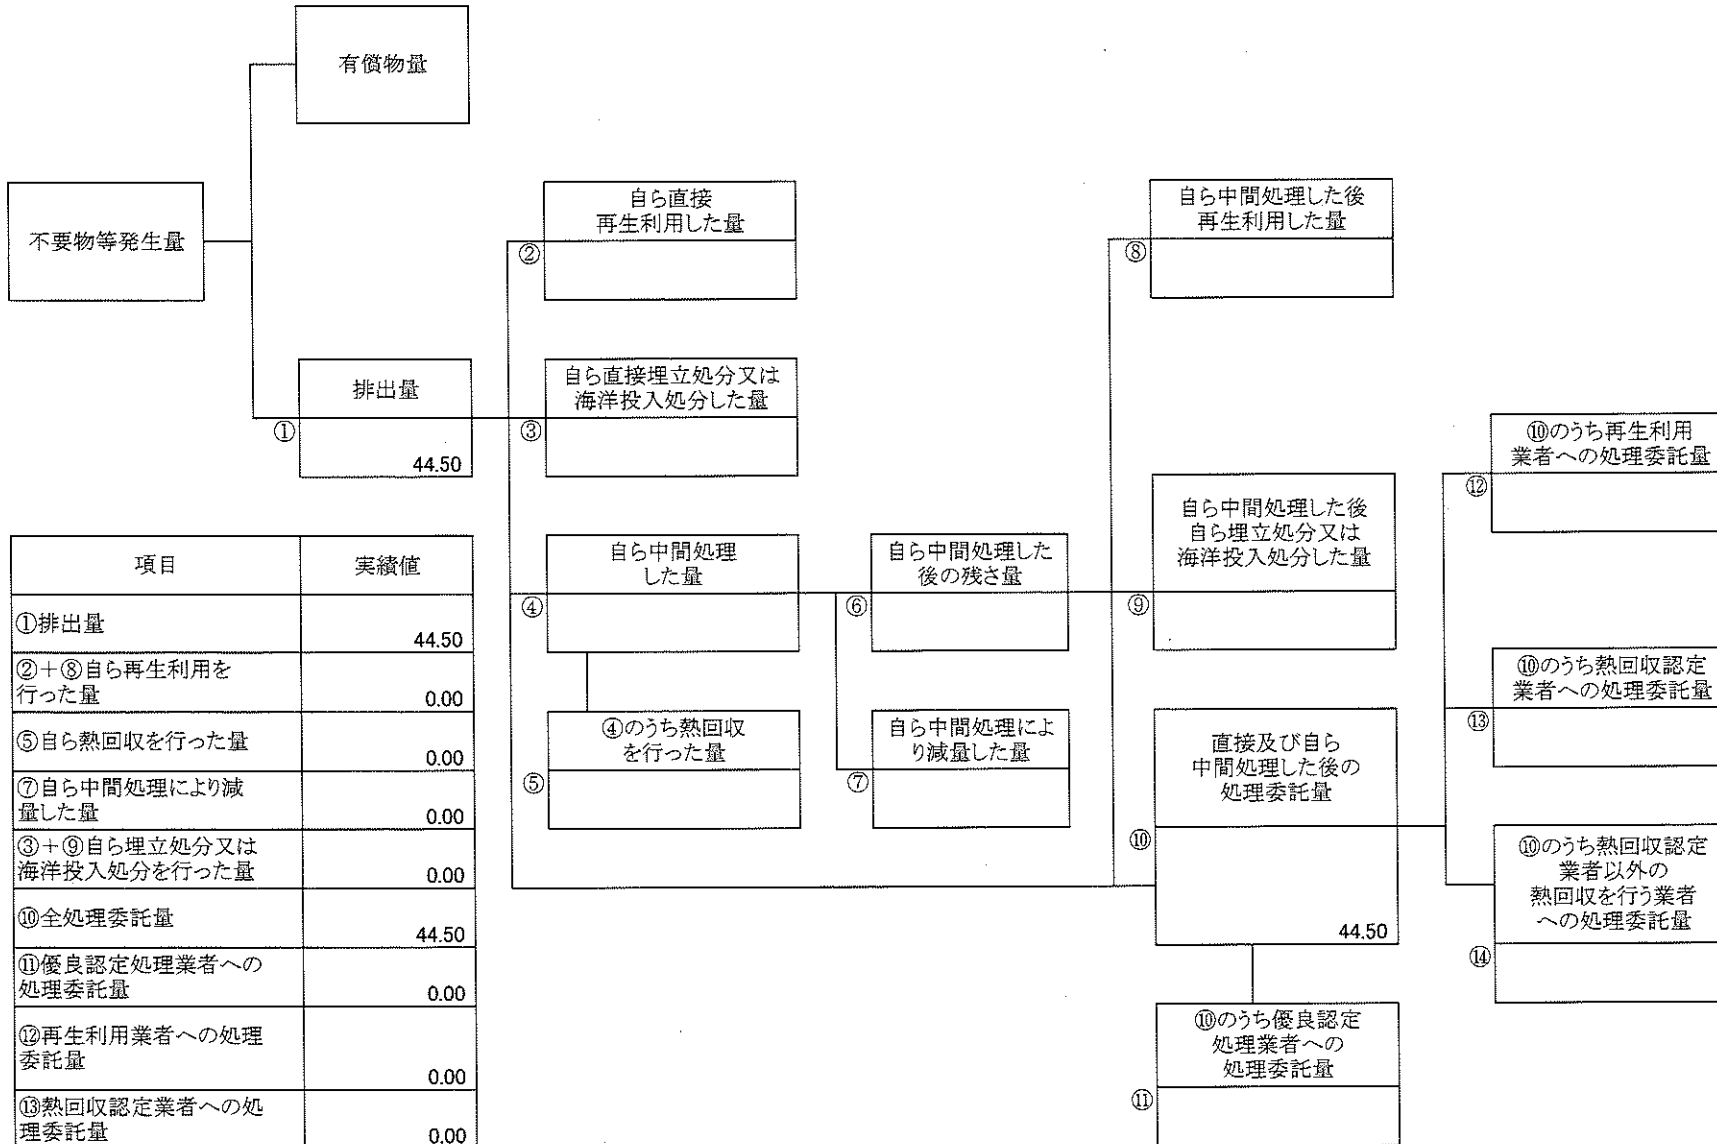 有償物量
不要物等発生量
自ら直接
再生利用した量
②
自ら中間処理した後
再生利用した量
⑧
排出量
①
44.50
自ら直接埋立処分又は
海洋投入処分した量
③
⑩のうち再生利用
業者への処理委託量
⑫
自ら中間処理
した量
④
自ら中間処理した
後の残さ量
⑥
自ら中間処理した後
自ら埋立処分又は
海洋投入処分した量
⑨
⑩のうち熱回収認定
業者への処理委託量
⑬
④のうち熱回収
を行った量
⑤
自ら中間処理によ
り減量した量
⑦
直接及び自ら
中間処理した後の
処理委託量
⑩
44.50
⑩のうち熱回収認定
業者以外の
熱回収を行う業者
への処理委託量
⑭
⑩のうち優良認定
処理業者への
処理委託量
⑪
項目 実績値
①排出量
44.50
②+⑧自ら再生利用を
行った量
0.00
⑤自ら熱回収を行った量
0.00
⑦自ら中間処理により減
量した量
0.00
③+⑨自ら埋立処分又は
海洋投入処分を行った量
0.00
⑩全処理委託量
44.50
⑪優良認定処理業者への
処理委託量
0.00
⑫再生利用業者への処理
委託量
0.00
⑬熱回収認定業者への処
理委託量
0.00